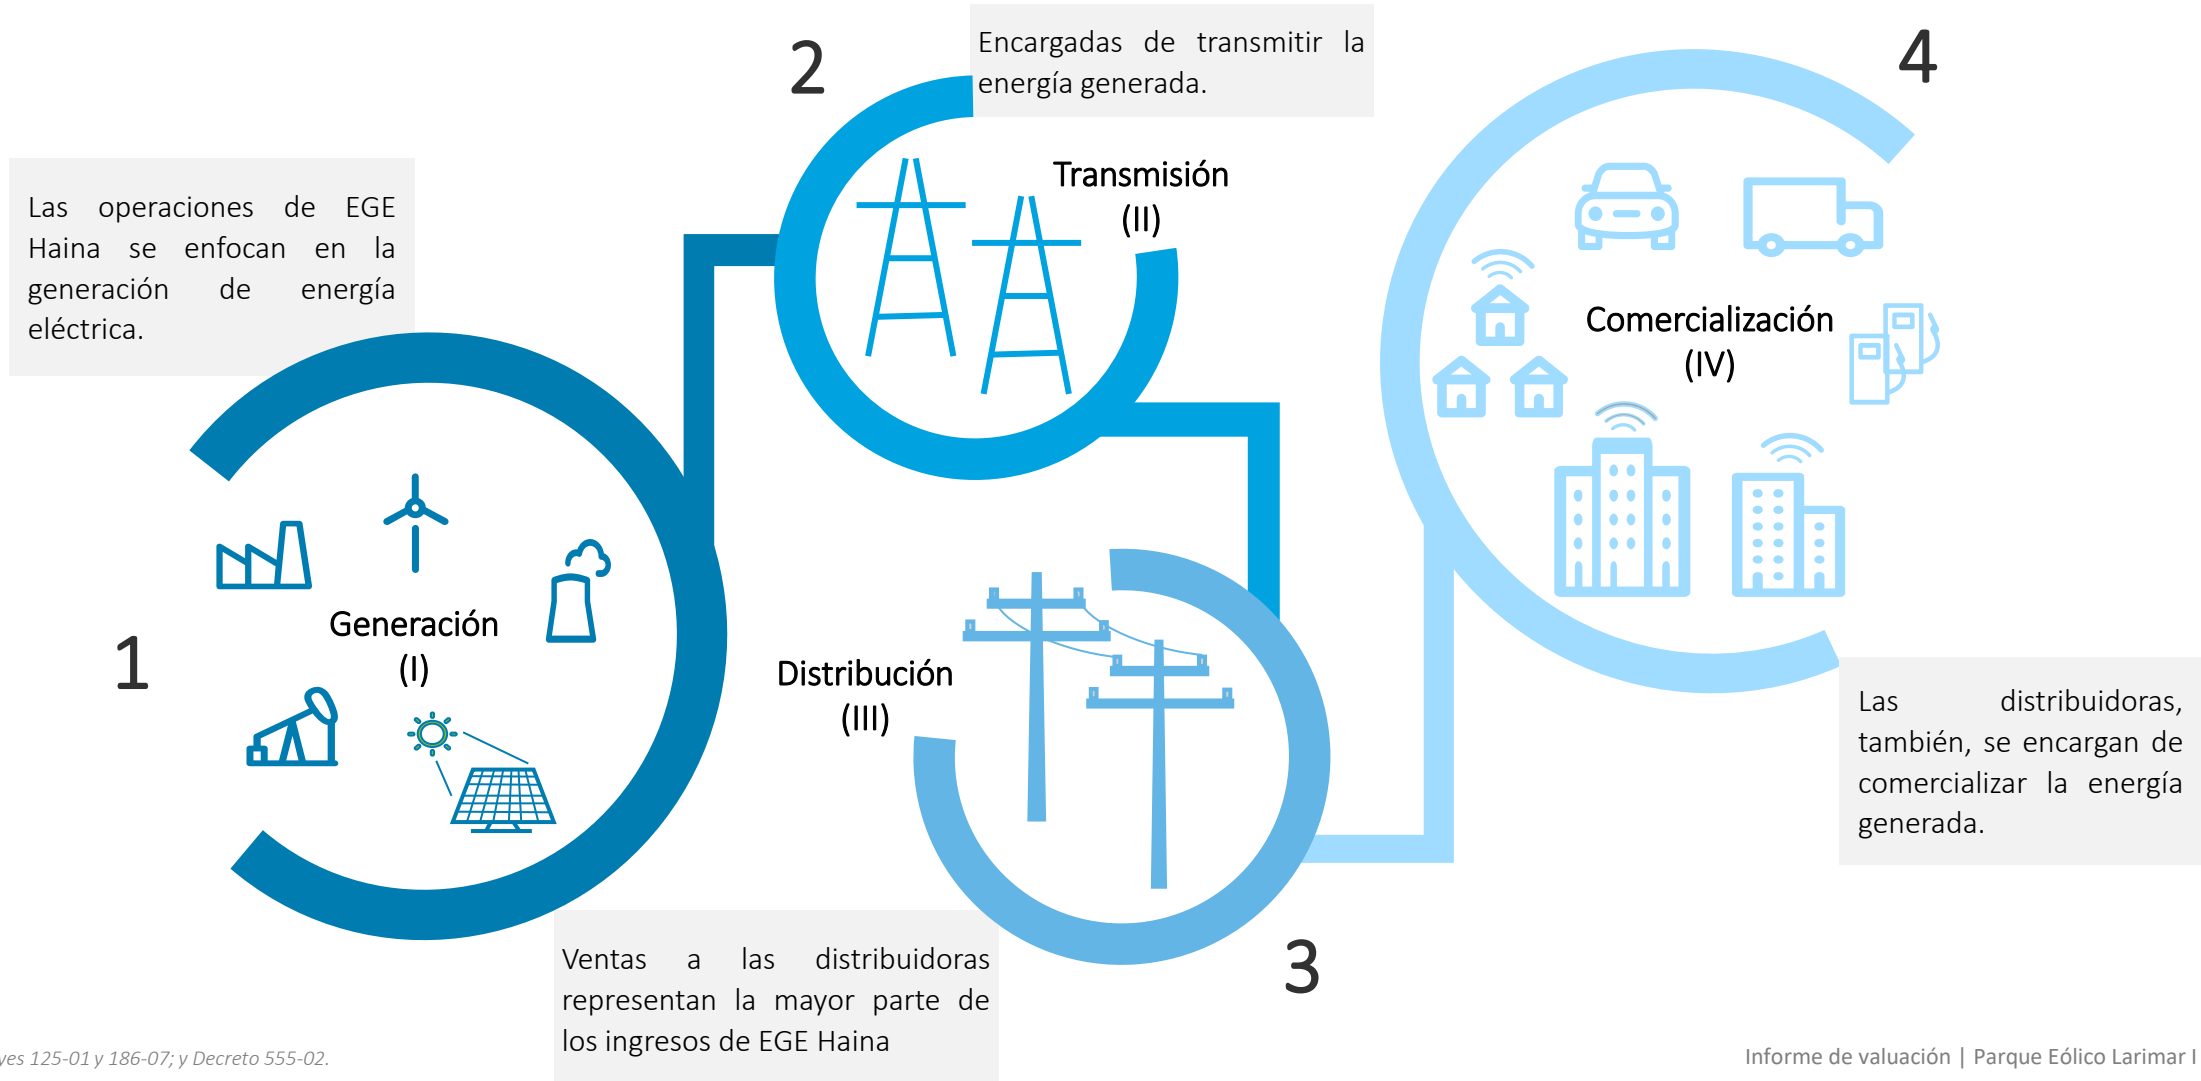 2
Encargadas de transmitir la
energía generada.
4
Transmisión
(II)
Las operaciones de EGE
Haina se enfocan en la
generación de energía
eléctrica.
Comercialización
(IV)
1
Generación
(I)
Distribución
(III)
Las distribuidoras,
también, se encargan de
comercializar la energía
generada.
3
Ventas a las distribuidoras
representan la mayor parte de
los ingresos de EGE Haina
125-01 y 186-07; y Decreto 555-02.
Informe de valuación | Parque Eólico Larimar I